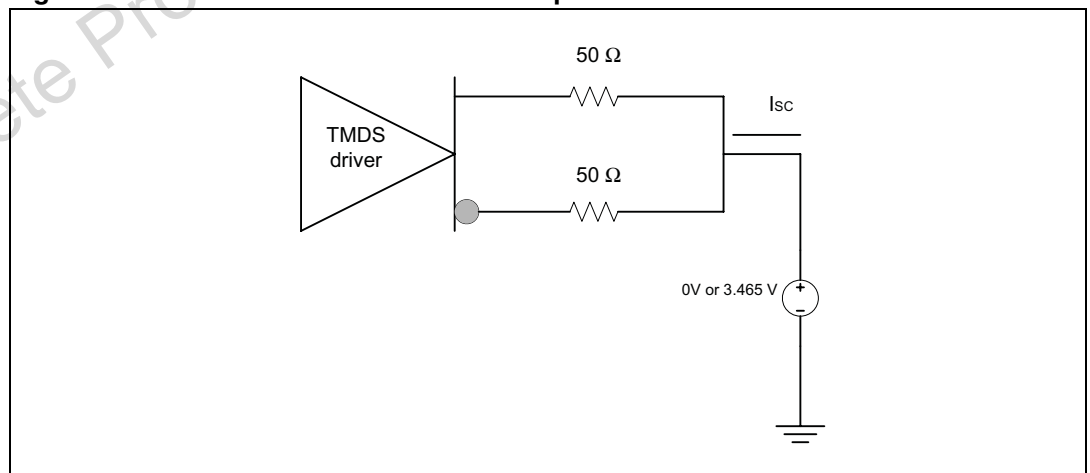 50 Ω
Isc
TMDS
driver
50 Ω
0V or 3.465 V
+
−